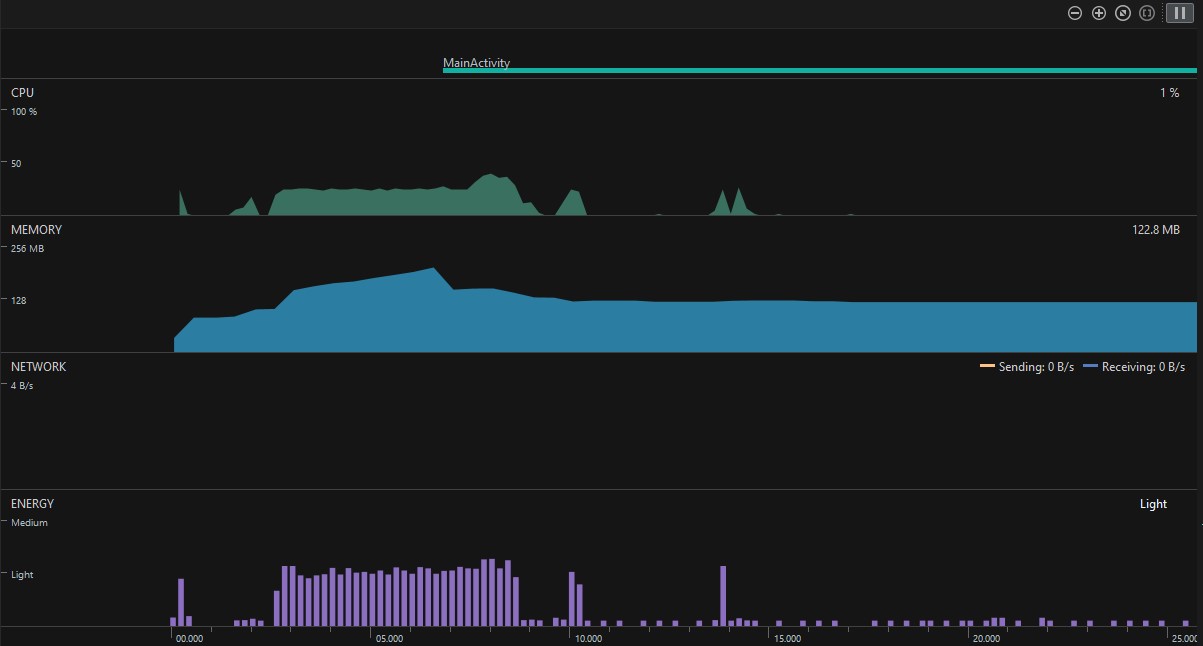 MainActivity
CPU 1 %
100 %
50
MEMORY 122.8 MB
256 MB
128
NETWORK Sending: 0 B/s Receiving: 0 B/s
4 B/s
ENERGY Light
Medium
Light
00.000 05.000 10.000 15.000 20.000 25.000